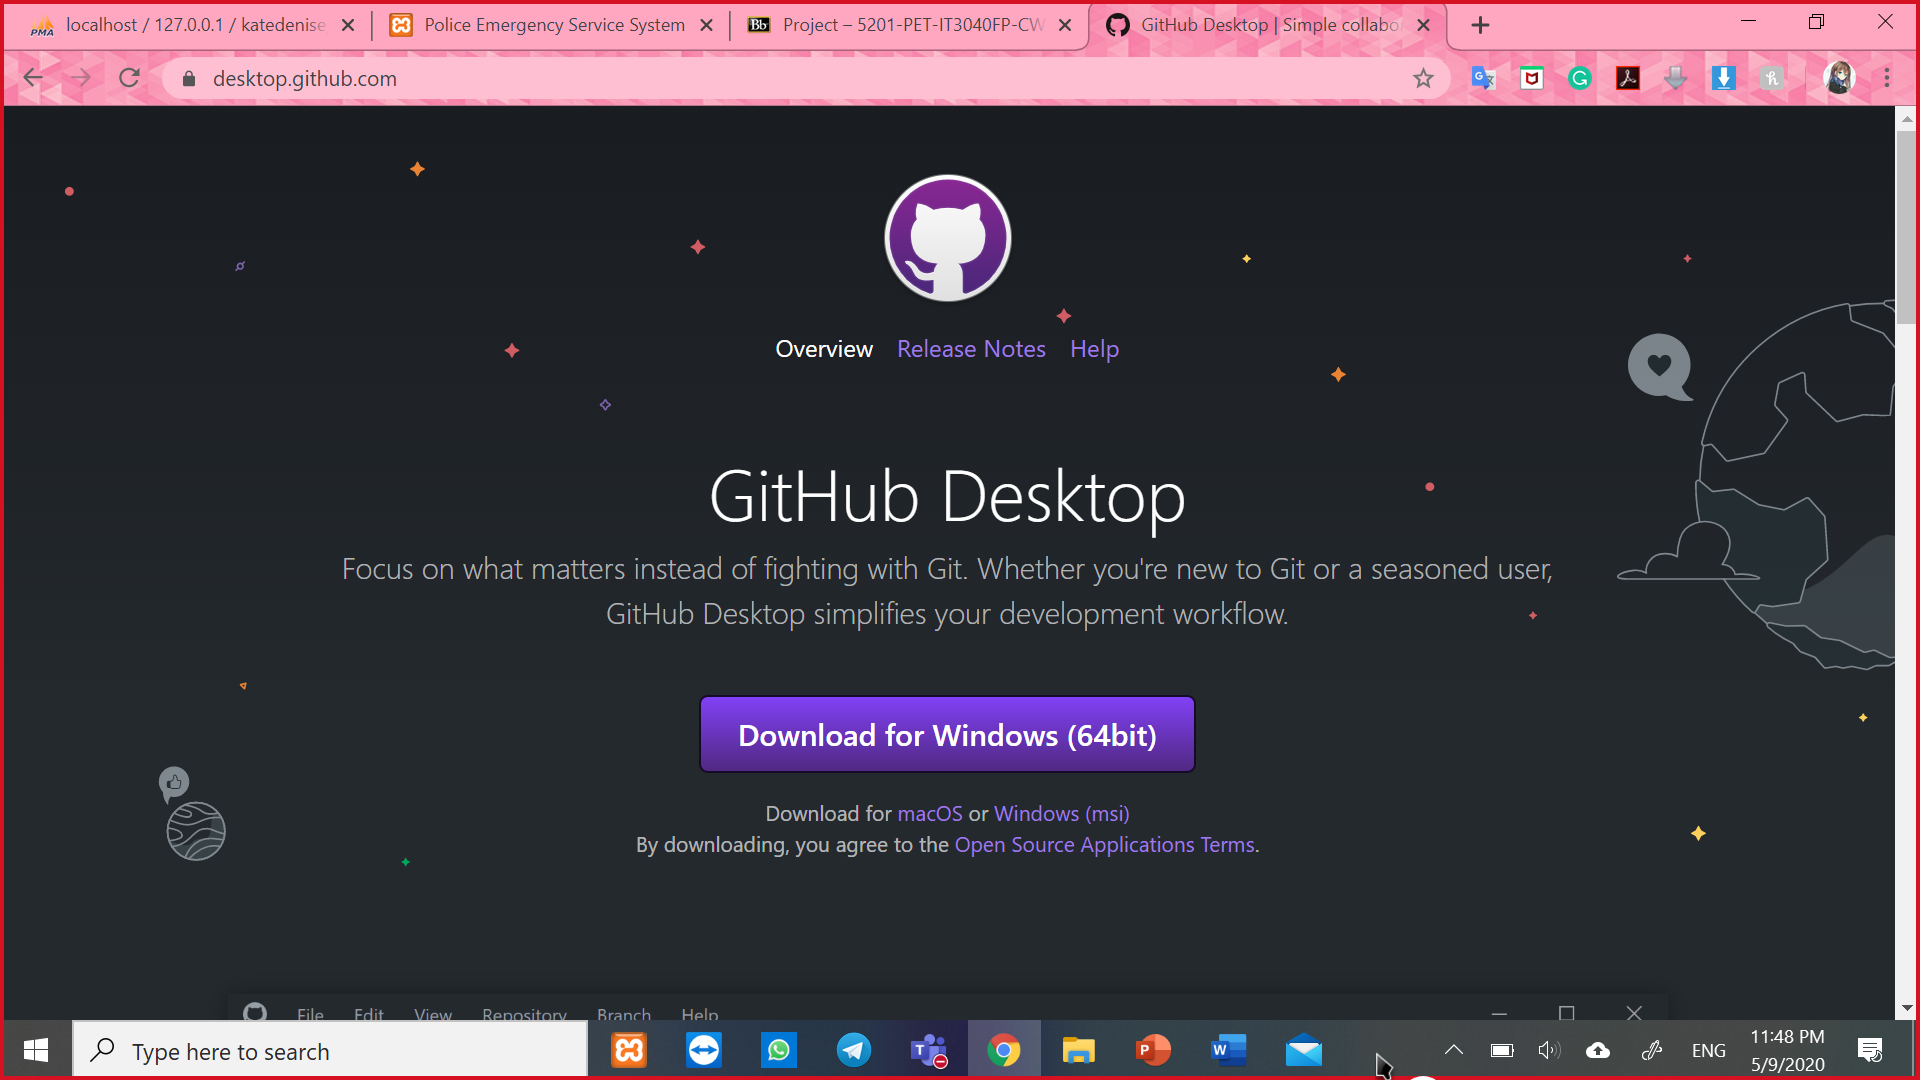 localhost / 127.0.0.1 / katedenise
Police Emergency Service System
Bb Project – 5201-PET-IT3040FP-CW
GitHub Desktop | Simple collabo
desktop.github.com
Overview Release Notes Help
GitHub Desktop
Focus on what matters instead of fighting with Git. Whether you're new to Git or a seasoned user,
GitHub Desktop simplifies your development workflow.
Download for Windows (64bit)
Download for macOS or Windows (msi)
By downloading, you agree to the Open Source Applications Terms.
File Edit View Repository Branch Help
Type here to search
ENG
11:48 PM
5/9/2020